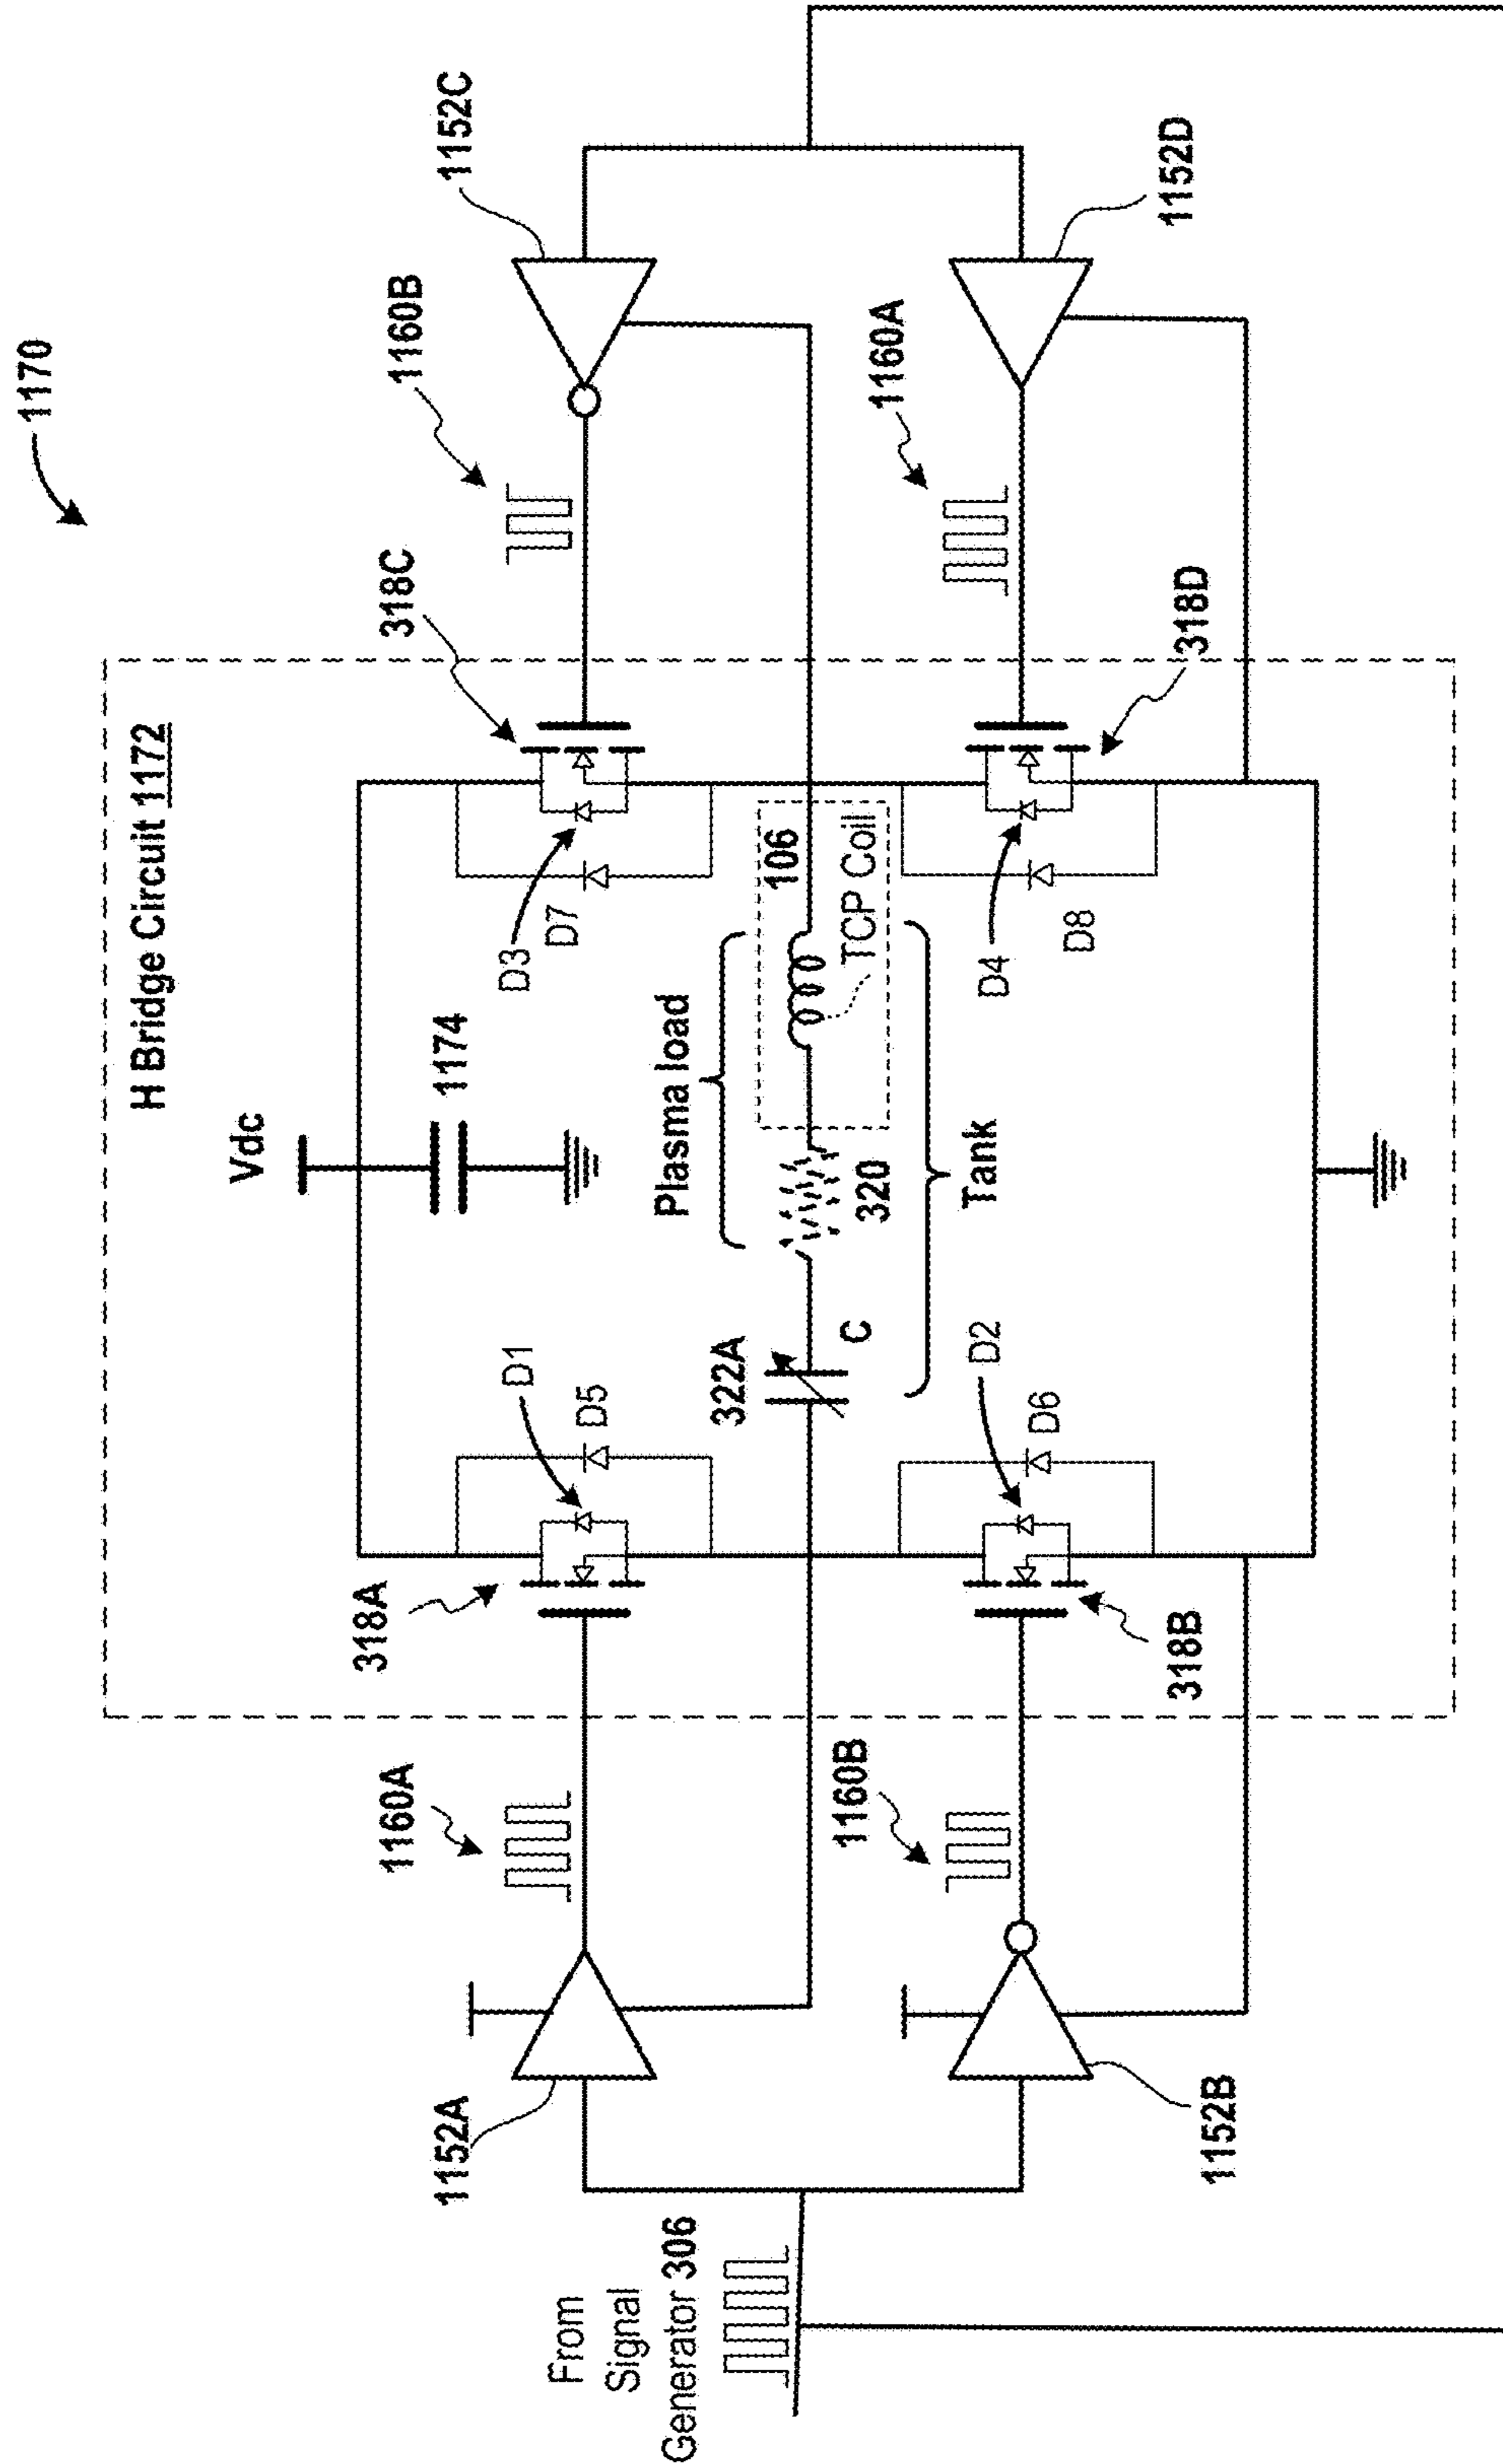 1170
H Bridge Circuit 1172
Vdc
1174
318A
D1
D5
D3
D7
318C
1160B
1152C
1152A
1160A
From
Signal
Generator 306
322A
C
Plasma load
320
106
TCP Coil
Tank
1160B
1152B
318B
D2
D6
D4
D8
318D
1160A
1152D